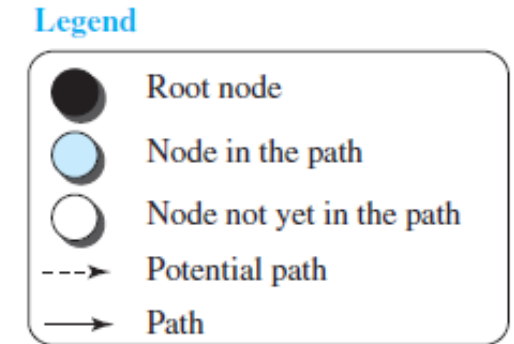 Legend
Root node
Node in the path
Node not yet in the path
Potential path
Path